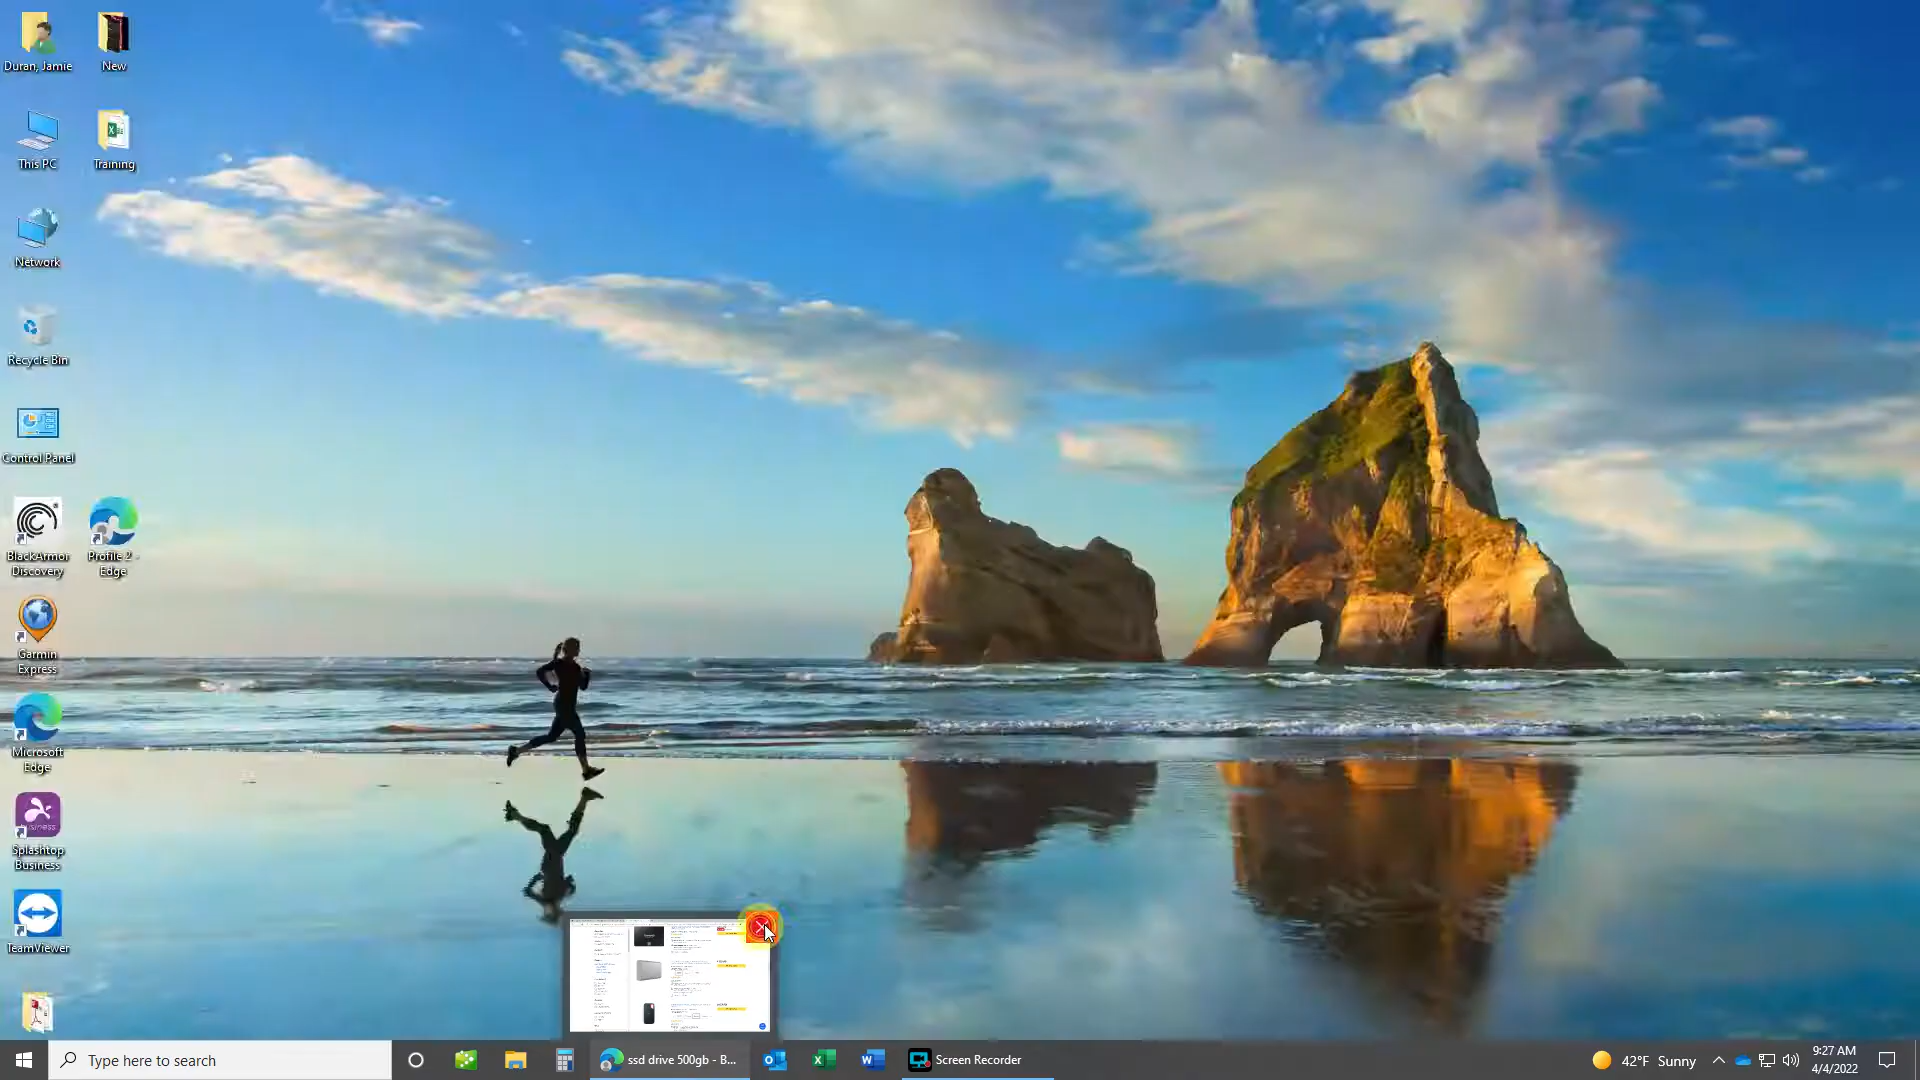 Duran, Jamie
New
This PC
Training
Network
Recycle Bin
Control Panel
BlackArmor
Discovery
Profile 2 -
Edge
Garmin
Express
Microsoft
Edge
business
Splashtop
Business
TeamViewer
Type here to search
ssd drive 500gb - B...
Screen Recorder
42°F Sunny
9:27 AM
4/4/2022